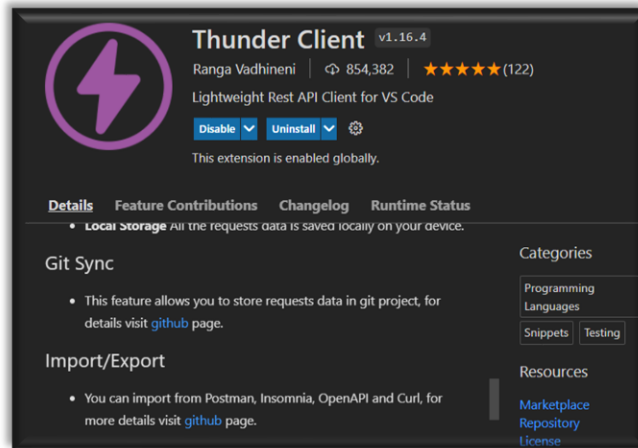 Thunder Client v1.16.4
Ranga Vadhineni 854,382 (122)
Lightweight Rest API Client for VS Code
Disable Uninstall
This extension is enabled globally.
Details Feature Contributions Changelog Runtime Status
• Local Storage All the requests data is saved locally on your device.
Git Sync
• This feature allows you to store requests data in git project, for
details visit github page.
Import/Export
• You can import from Postman, Insomnia, OpenAPI and Curl, for
more details visit github page.
Categories
Programming
Languages
Snippets Testing
Resources
Marketplace
Repository
License